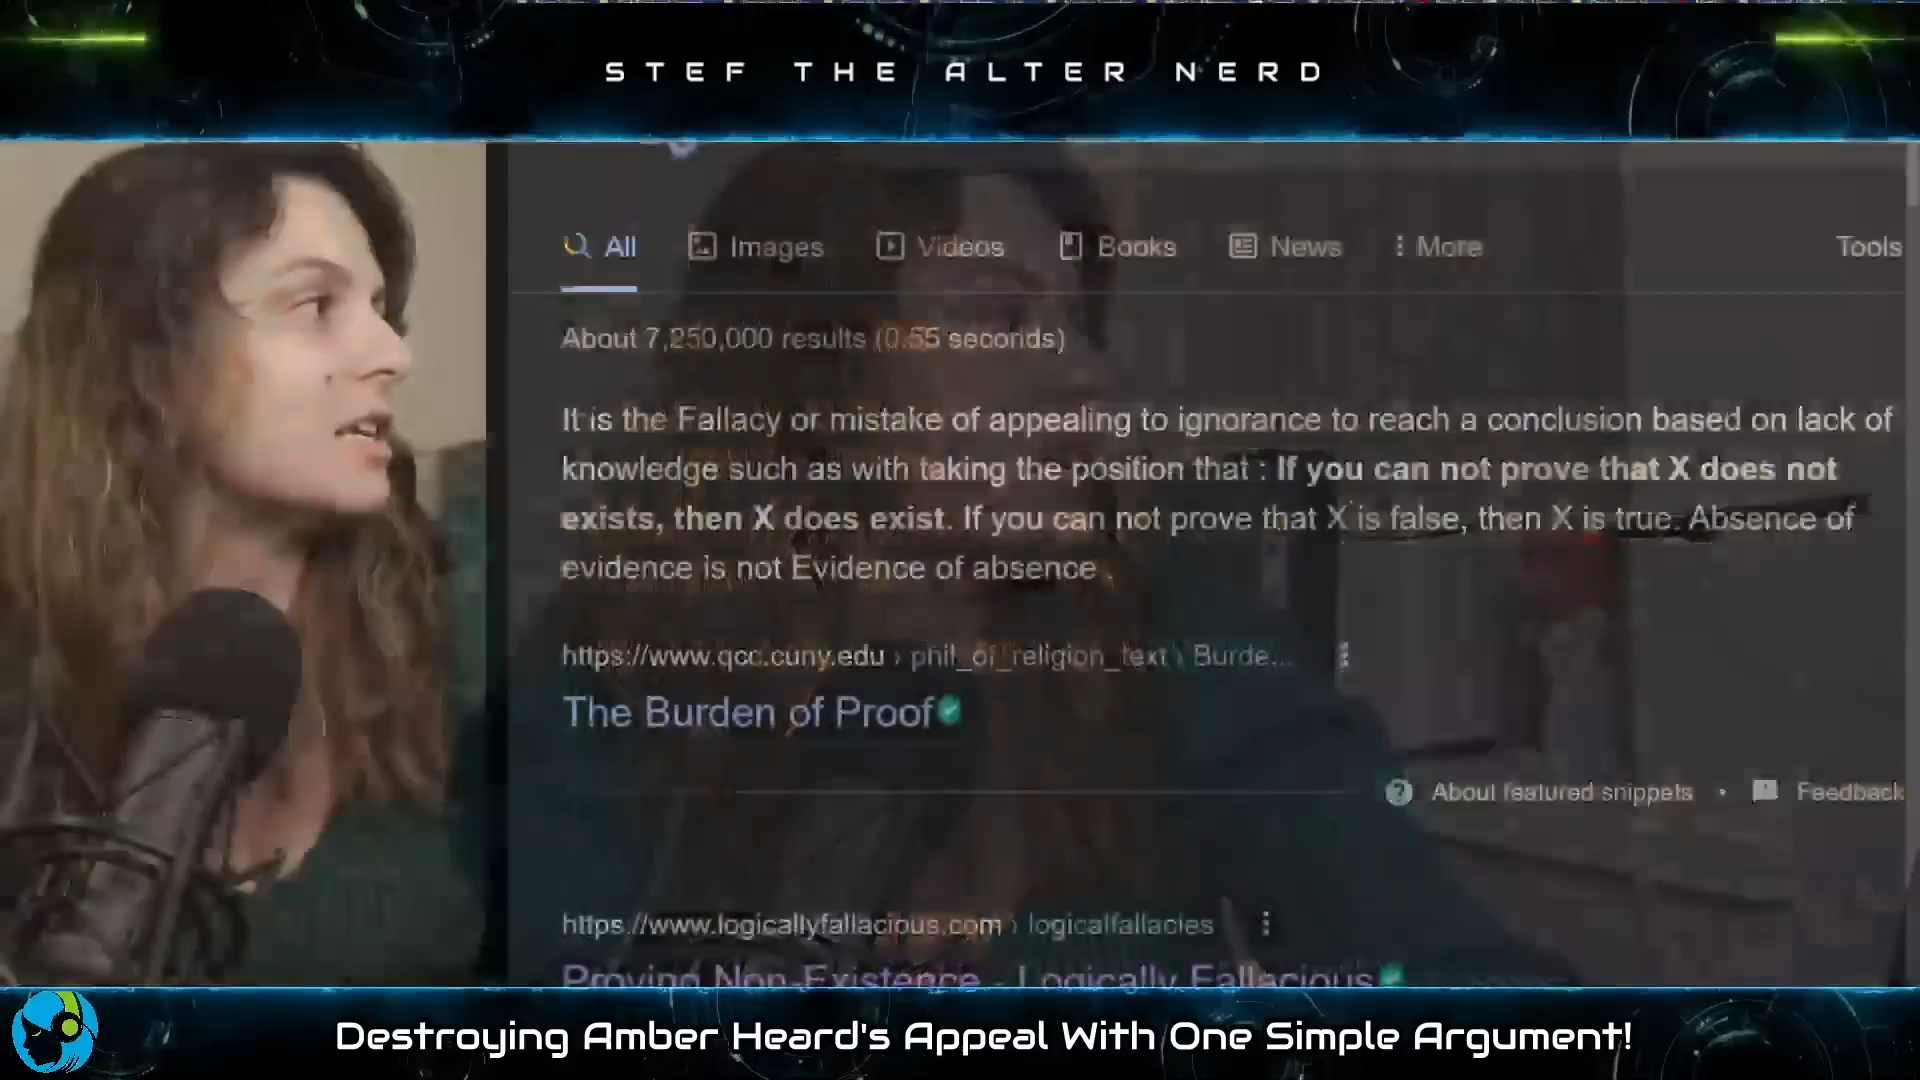 STEF THE ALTER NERD
All Images Videos Books News More Tools
About 7,250,000 results (0.55 seconds)
It is the Fallacy or mistake of appealing to ignorance to reach a conclusion based on lack of
knowledge such as with taking the position that : If you can not prove that X does not
exists, then X does exist. If you can not prove that X is false, then X is true. Absence of
evidence is not Evidence of absence .
https://www.qcc.cuny.edu › phil_of_religion_text › Burde...
The Burden of Proof
About featured snippets • Feedback
https://www.logicallyfallacious.com › logicalfallacies
Proving Non-Existence - Logically Fallacious
Destroying Amber Heard's Appeal With One Simple Argument!